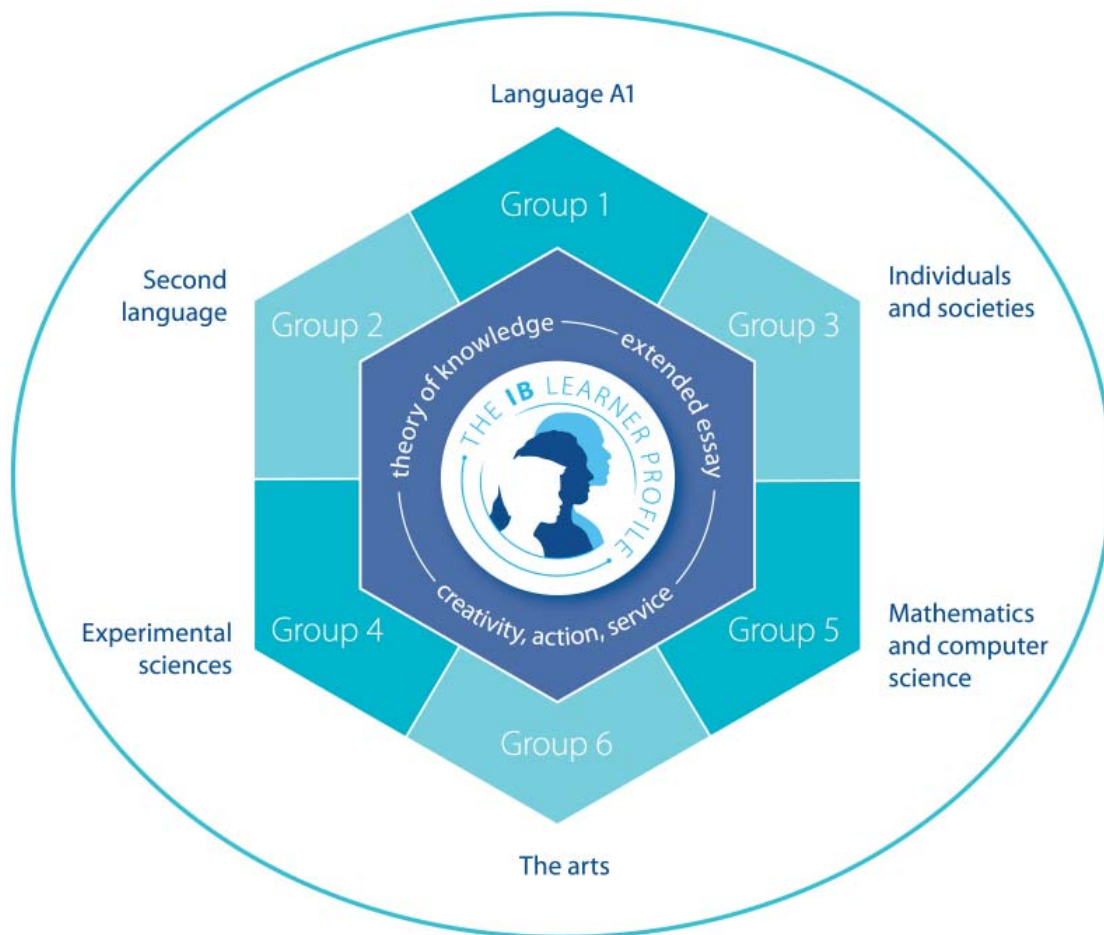 Language A1
Group 1
Second
language
Group 2
Group 3
Individuals
and societies
theory of knowledge
extended essay
THE IB LEARNER PROFILE
creativity, action, service
Experimental
sciences
Group 4
Group 5
Mathematics
and computer
science
Group 6
The arts